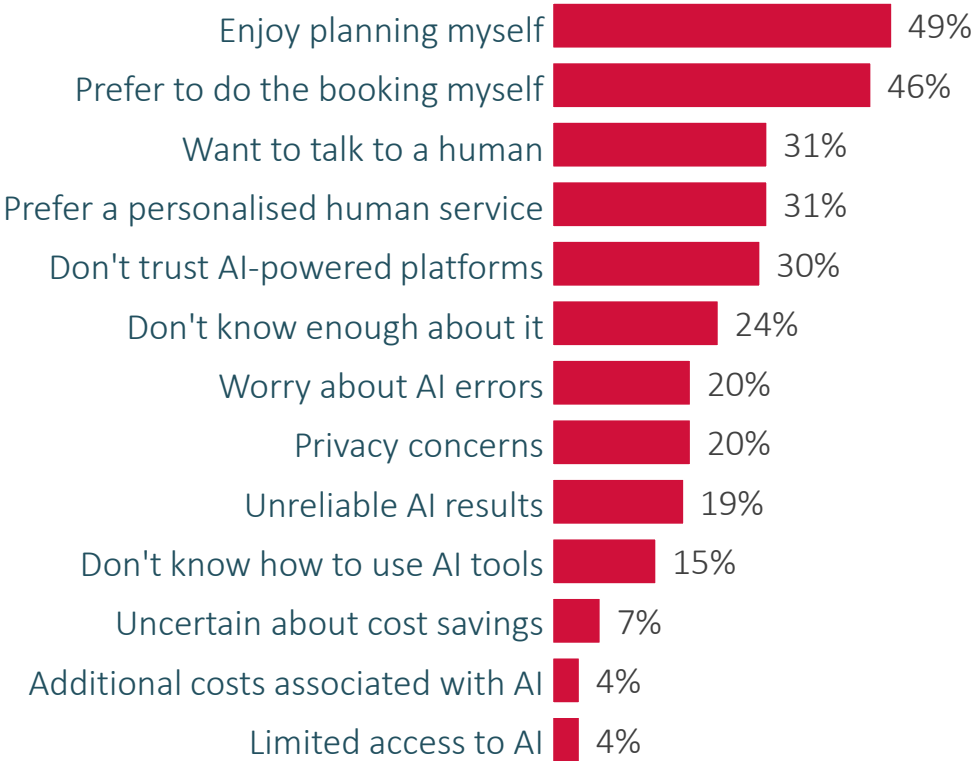 Enjoy planning myself 49%
Prefer to do the booking myself 46%
Want to talk to a human 31%
Prefer a personalised human service 31%
Don't trust AI-powered platforms 30%
Don't know enough about it 24%
Worry about AI errors 20%
Privacy concerns 20%
Unreliable AI results 19%
Don't know how to use AI tools 15%
Uncertain about cost savings 7%
Additional costs associated with AI 4%
Limited access to AI 4%